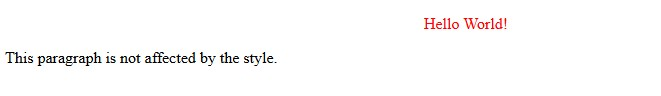 Hello World!
This paragraph is not affected by the style.